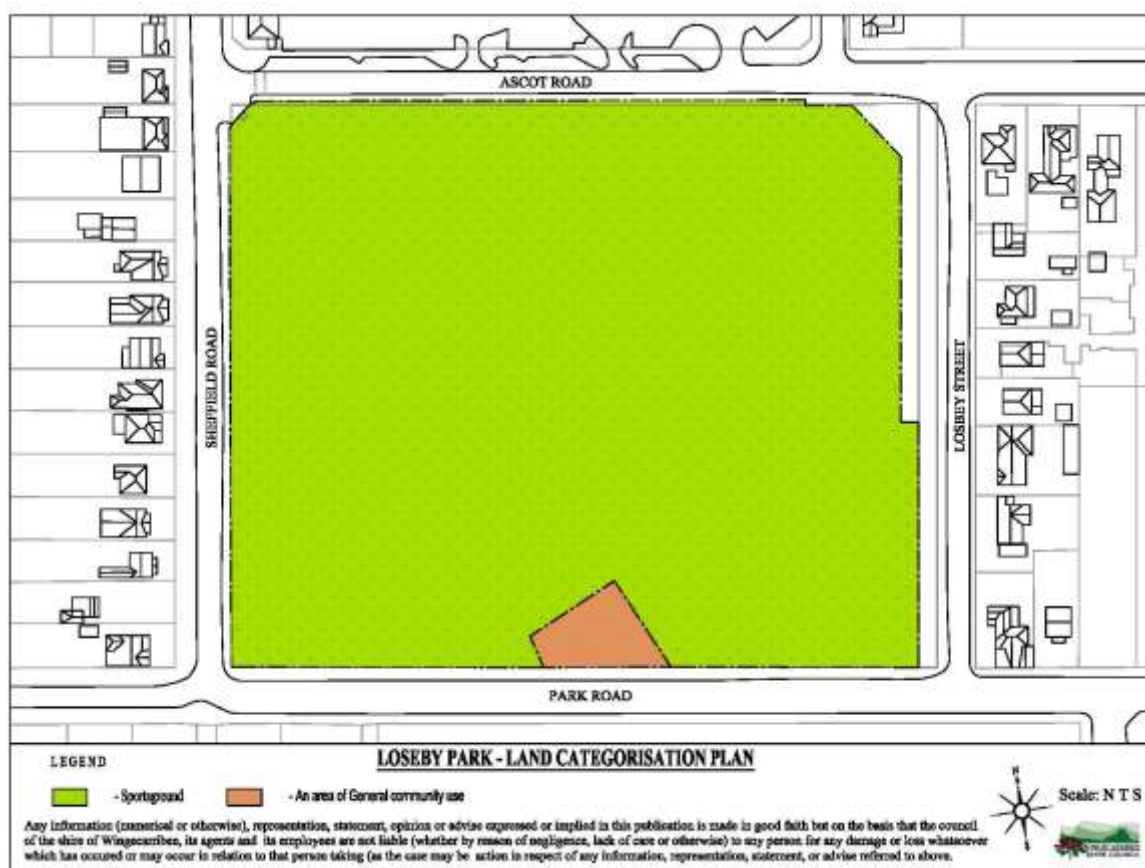 ASCOT ROAD
SHEFFIELD ROAD
LOSBEY STREET
PARK ROAD
LEGEND
LOSEBY PARK - LAND CATEGORISATION PLAN
- Sportsground
- An area of General community use
N
Scale: N T S
Any information (numerical or otherwise), representation, statement, opinion or advise expressed or implied in this publication is made in good faith but on the basis that the council
of the shire of Wingecarribee, its agents and its employees are not liable (whether by reason of negligence, lack of care or otherwise) to any person for any damage or loss whatsoever
which has occured or may occur in relation to that person taking (as the case may be action in respect of any information, representation, statement, or advise referred to above.